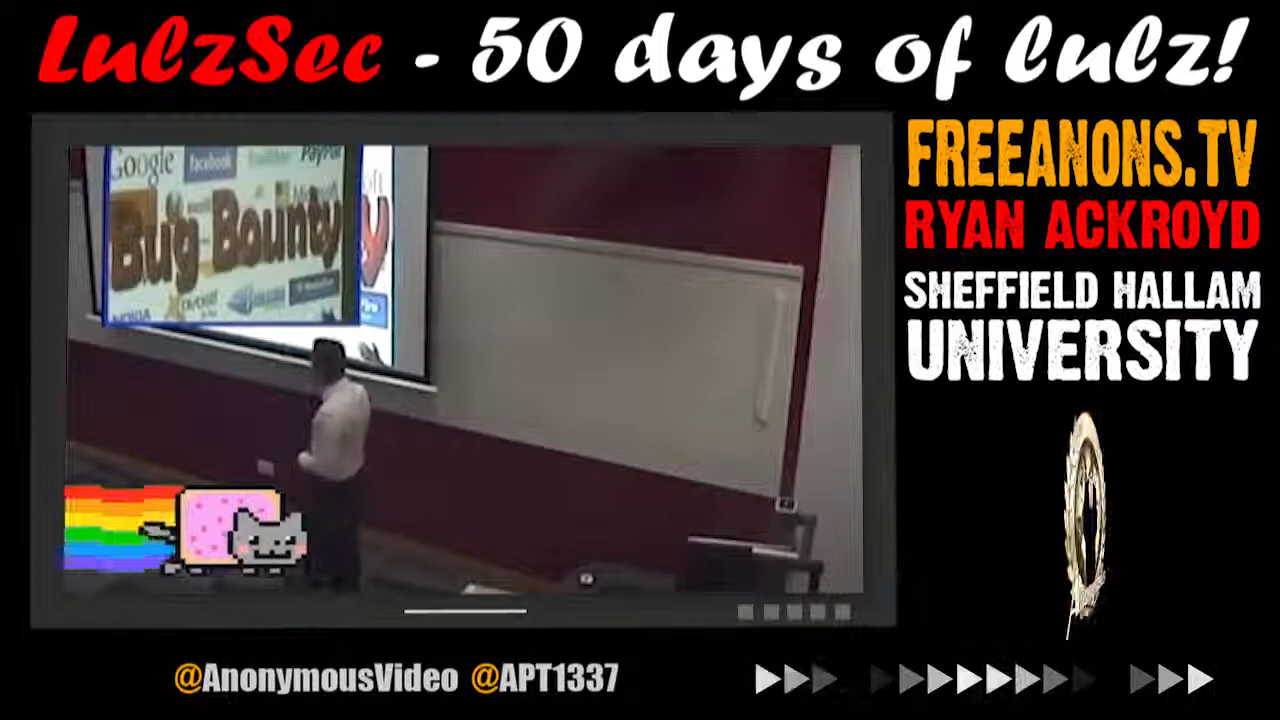 LulzSec - 50 days of lulz!
FREEANONS.TV
RYAN ACKROYD
SHEFFIELD HALLAM
UNIVERSITY
Google facebook PayPal
Bug Bounty
@AnonymousVideo @APT1337